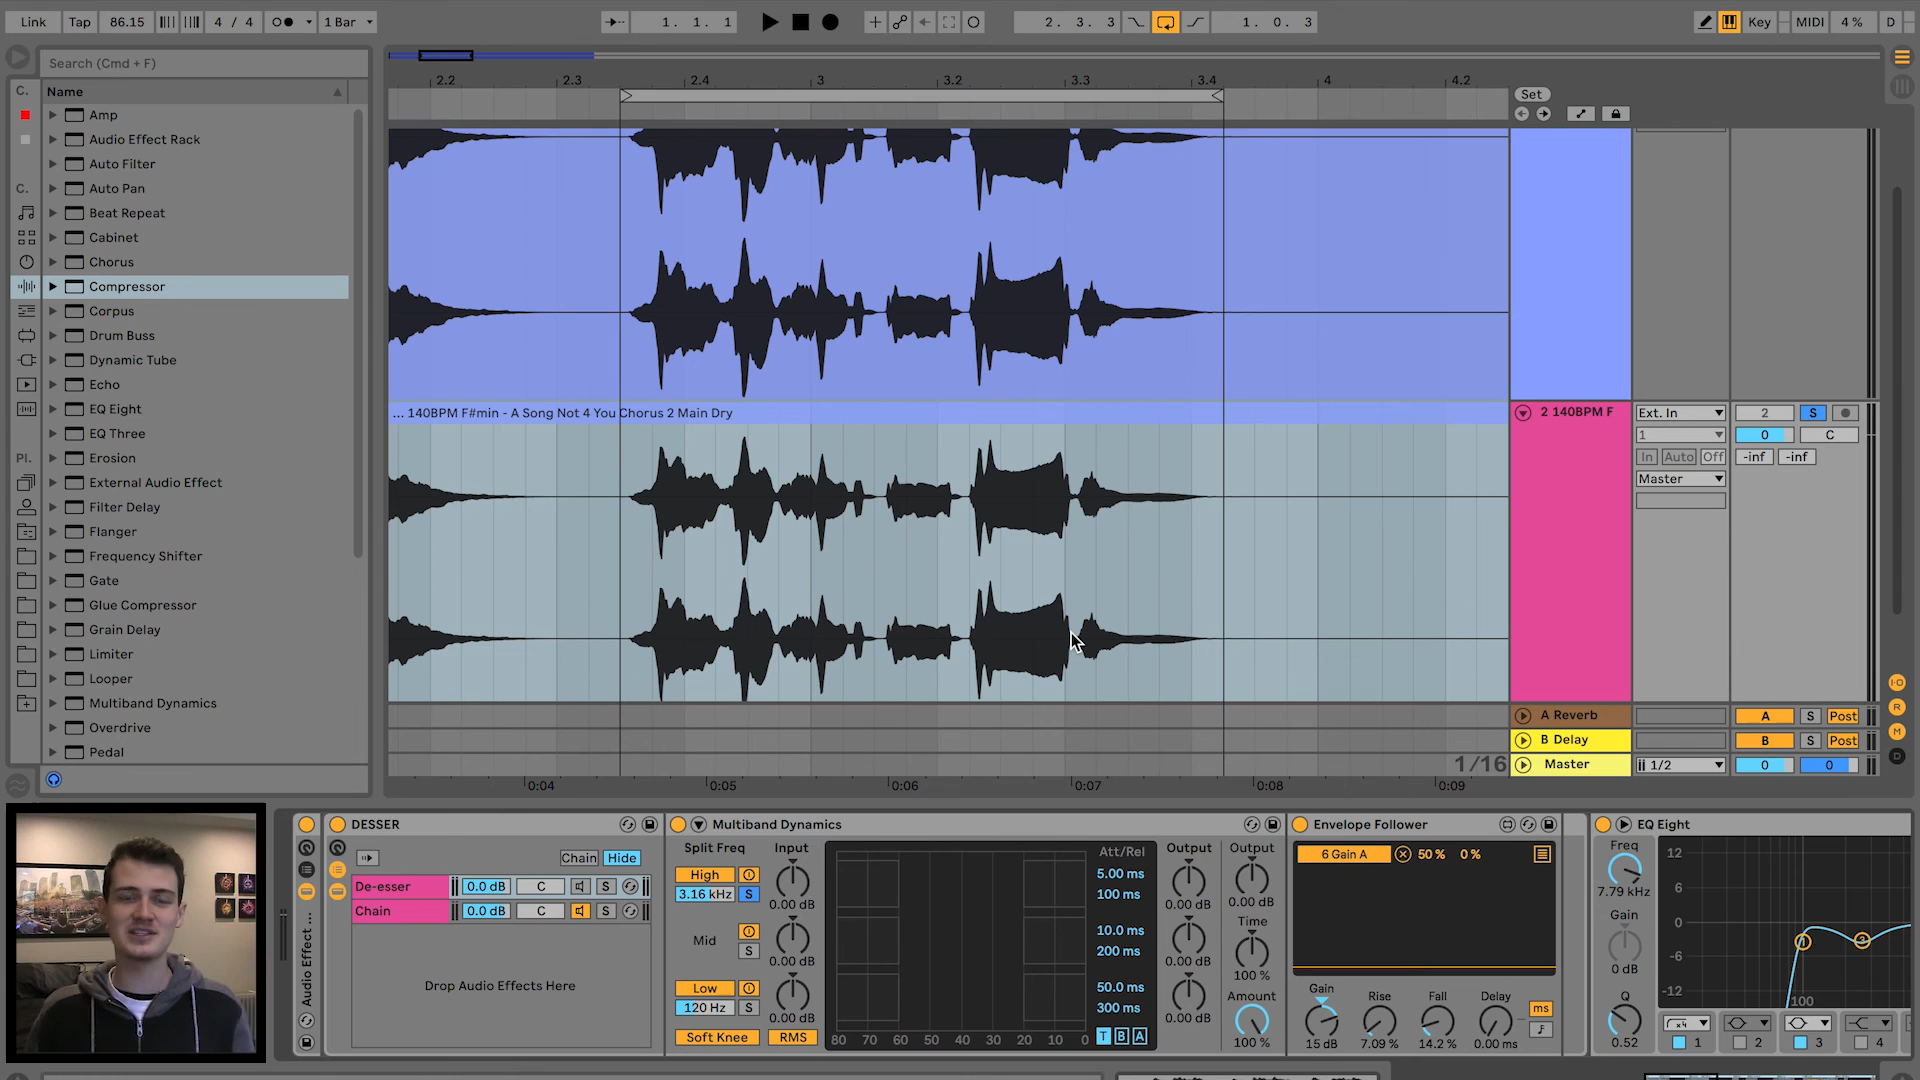 Link Tap 86.15 4 / 4 1 Bar 1. 1. 1 2. 3. 3 1. 0. 3 Key MIDI 4 % D
Search (Cmd + F)
C. Name
Amp
Audio Effect Rack
Auto Filter
Auto Pan
C.
Beat Repeat
Cabinet
Chorus
Compressor
Corpus
Drum Buss
Dynamic Tube
Echo
EQ Eight
EQ Three
Pl. Erosion
External Audio Effect
Filter Delay
Flanger
Frequency Shifter
Gate
Glue Compressor
Grain Delay
Limiter
Looper
Multiband Dynamics
Overdrive
Pedal
2.2 2.3 2.4 3 3.2 3.3 3.4 4 4.2
Set
... 140BPM F#min - A Song Not 4 You Chorus 2 Main Dry
2 140BPM F Ext. In 2 S
1 0 C
In Auto Off -inf -inf
Master
A Reverb A S Post
B Delay B S Post
1/16 Master 1/2 0 0
0:04 0:05 0:06 0:07 0:08 0:09
I·O
R
M
D
Audio Effect ...
DESSER
Chain Hide
De-esser 0.0 dB C S
Chain 0.0 dB C S
Drop Audio Effects Here
Multiband Dynamics
Split Freq Input Att/Rel Output Output
High 5.00 ms
3.16 kHz S 0.00 dB 100 ms 0.00 dB 0.00 dB
Time
Mid 10.0 ms
S 0.00 dB 200 ms 0.00 dB 100 %
Low 50.0 ms Amount
120 Hz S 0.00 dB 300 ms 0.00 dB
Soft Knee RMS 80 70 60 50 40 30 20 10 0 T B A 100 %
Envelope Follower
6 Gain A 50 % 0 %
Gain Rise Fall Delay ms
15 dB 7.09 % 14.2 % 0.00 ms
EQ Eight
Freq 12
7.79 kHz 6
Gain 0
0 dB -6
Q -12 100
x4
0.52 1 2 3 4